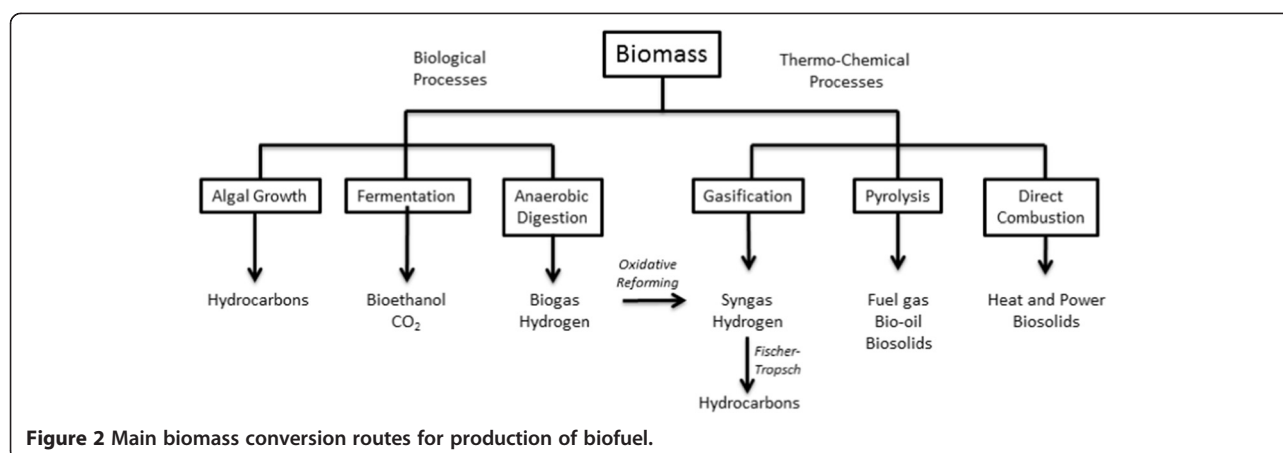 Biological
Processes
Biomass
Thermo-Chemical
Processes
Algal Growth
Fermentation
Anaerobic
Digestion
Gasification
Pyrolysis
Direct
Combustion
Hydrocarbons
Bioethanol
CO₂
Biogas
Hydrogen
Oxidative
Reforming
Syngas
Hydrogen
Fuel gas
Bio-oil
Biosolids
Heat and Power
Biosolids
Fischer-
Tropsch
Hydrocarbons
Figure 2 Main biomass conversion routes for production of biofuel.